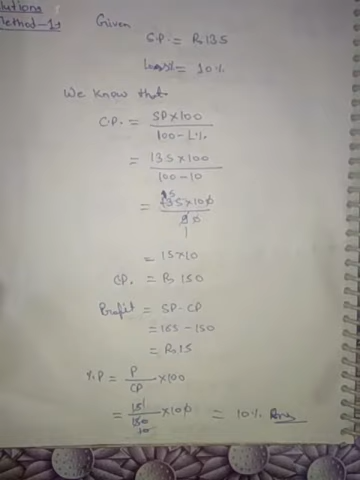 lutions
Method-1
Given
S.P. = Rs 135
Loss% = 10%
We know that
C.P. = SP×100 / 100-L%
= 135×100 / 100-10
= 135×100 / 90
= 15×10
CP. = Rs 150
Profit = SP-CP
= 165-150
= Rs 15
%P = P/CP ×100
= 15/150 ×100 = 10% Ans